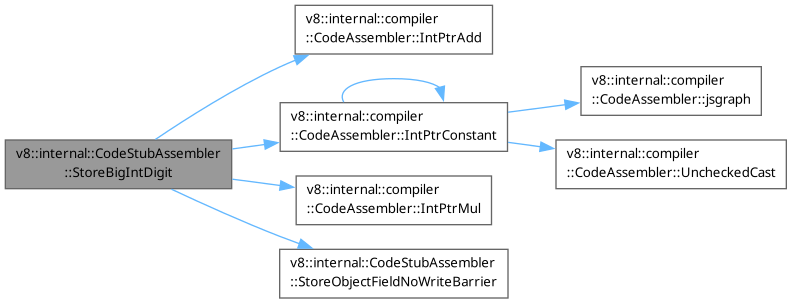 v8::internal::CodeStubAssembler
::StoreBigIntDigit
v8::internal::compiler
::CodeAssembler::IntPtrAdd
v8::internal::compiler
::CodeAssembler::IntPtrConstant
v8::internal::compiler
::CodeAssembler::jsgraph
v8::internal::compiler
::CodeAssembler::UncheckedCast
v8::internal::compiler
::CodeAssembler::IntPtrMul
v8::internal::CodeStubAssembler
::StoreObjectFieldNoWriteBarrier